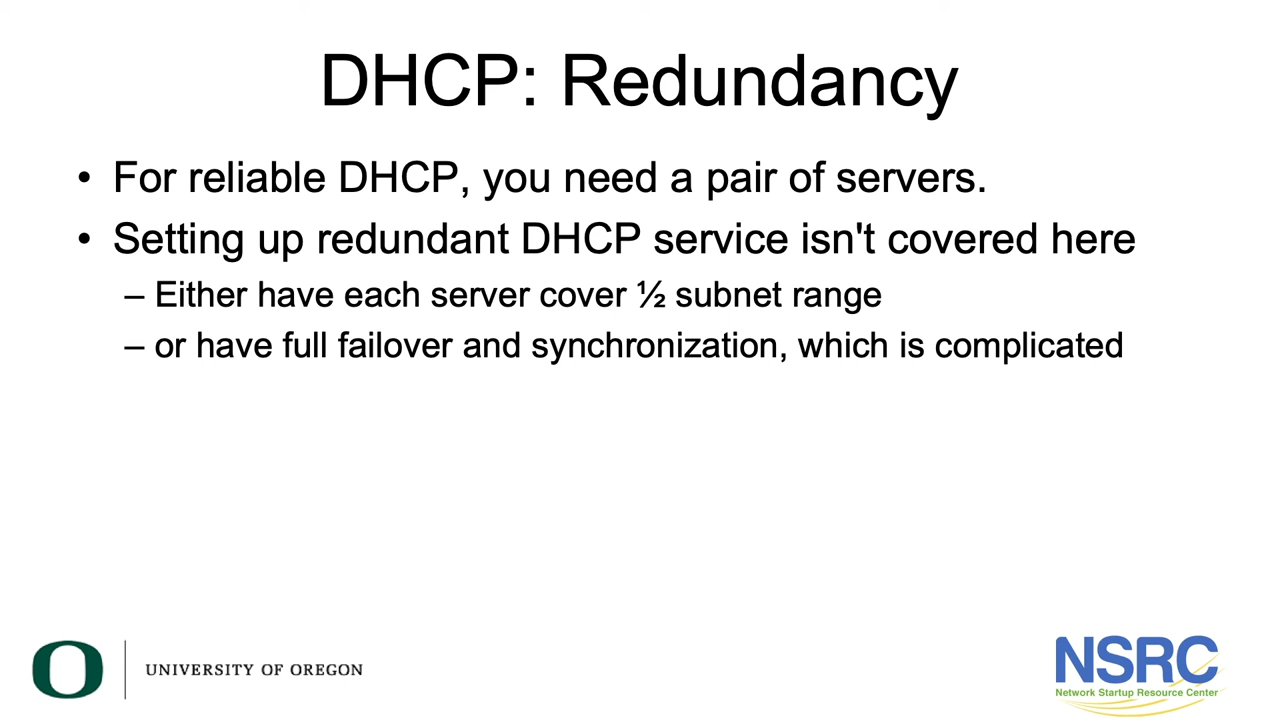 DHCP: Redundancy
• For reliable DHCP, you need a pair of servers.
• Setting up redundant DHCP service isn't covered here
– Either have each server cover ½ subnet range
– or have full failover and synchronization, which is complicated
O
UNIVERSITY OF OREGON
NSRC
Network Startup Resource Center